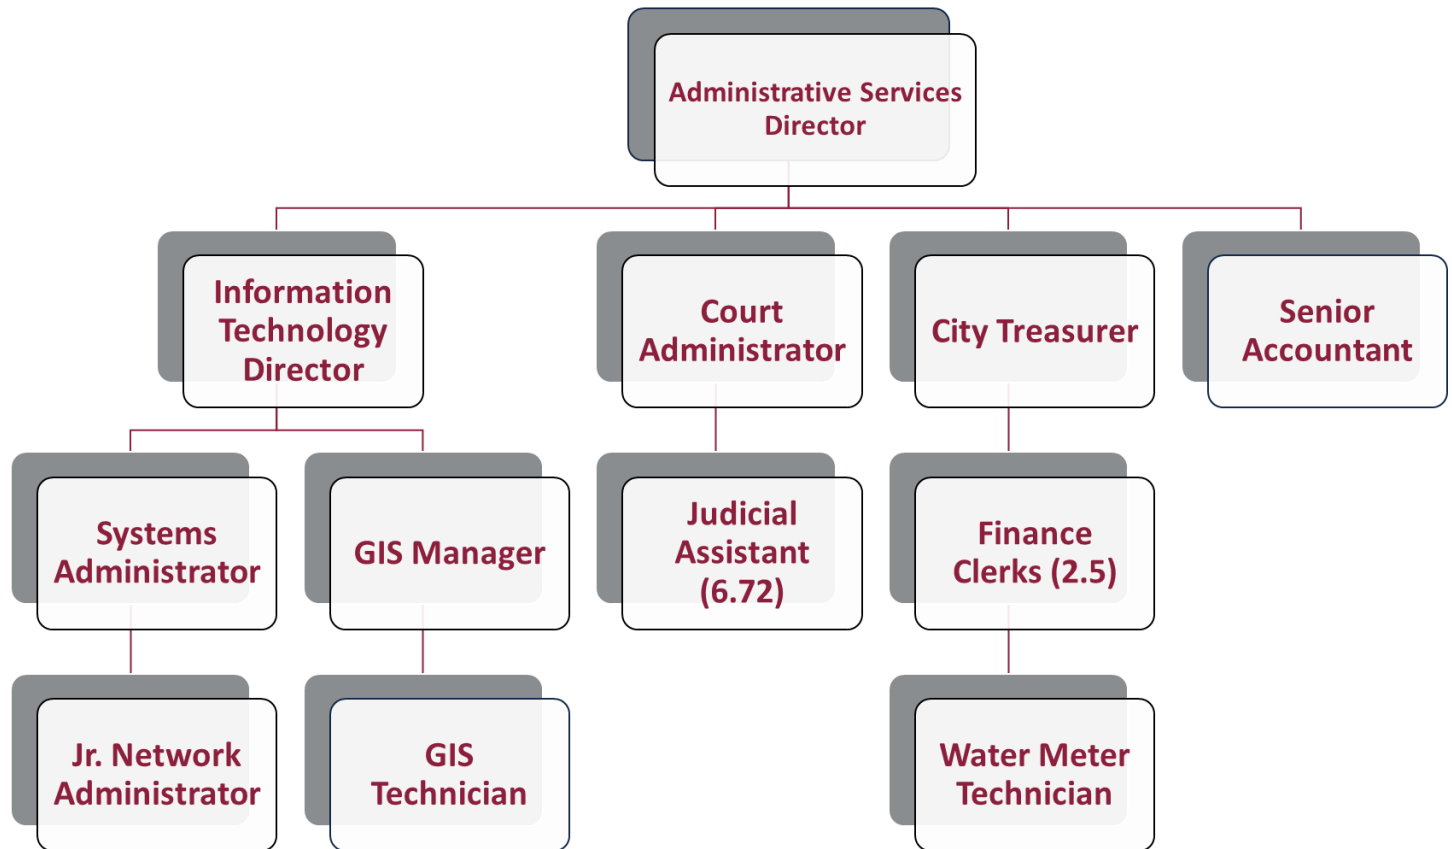 Administrative Services
Director
Information
Technology
Director
Court
Administrator
City Treasurer
Senior
Accountant
Systems
Administrator
GIS Manager
Judicial
Assistant
(6.72)
Finance
Clerks (2.5)
Jr. Network
Administrator
GIS
Technician
Water Meter
Technician